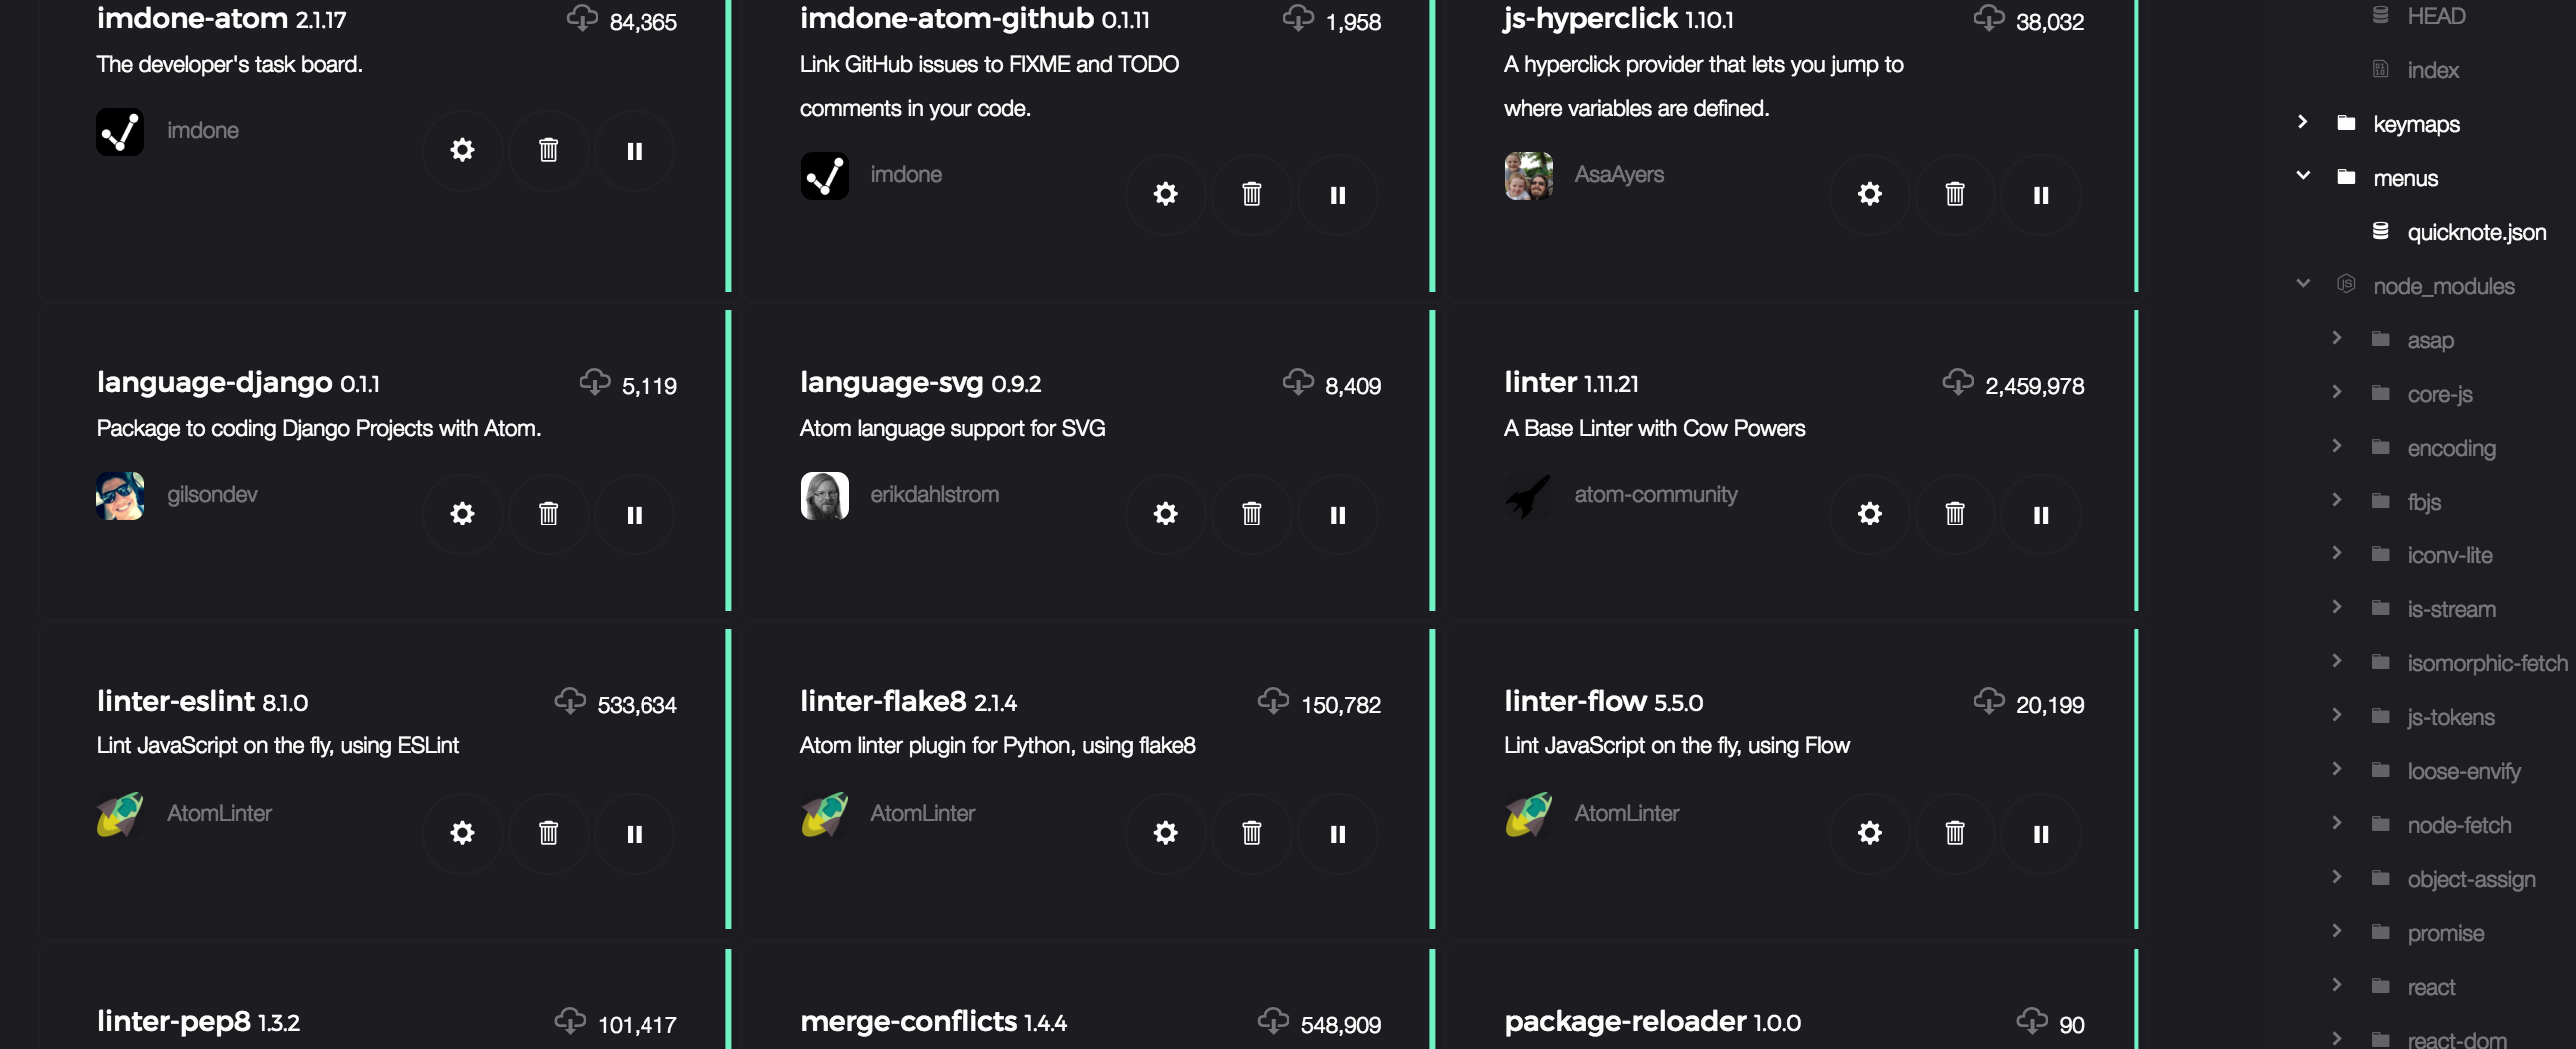 imdone-atom 2.1.17 84,365
The developer's task board.
imdone
imdone-atom-github 0.1.11 1,958
Link GitHub issues to FIXME and TODO
comments in your code.
imdone
js-hyperclick 1.10.1 38,032
A hyperclick provider that lets you jump to
where variables are defined.
AsaAyers
language-django 0.1.1 5,119
Package to coding Django Projects with Atom.
gilsondev
language-svg 0.9.2 8,409
Atom language support for SVG
erikdahlstrom
linter 1.11.21 2,459,978
A Base Linter with Cow Powers
atom-community
linter-eslint 8.1.0 533,634
Lint JavaScript on the fly, using ESLint
AtomLinter
linter-flake8 2.1.4 150,782
Atom linter plugin for Python, using flake8
AtomLinter
linter-flow 5.5.0 20,199
Lint JavaScript on the fly, using Flow
AtomLinter
linter-pep8 1.3.2 101,417
merge-conflicts 1.4.4 548,909
package-reloader 1.0.0 90
HEAD
index
keymaps
menus
quicknote.json
node_modules
asap
core-js
encoding
fbjs
iconv-lite
is-stream
isomorphic-fetch
js-tokens
loose-envify
node-fetch
object-assign
promise
react
react-dom